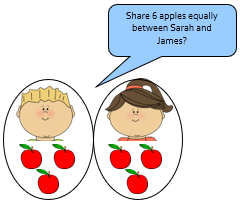 Share 6 apples equally
between Sarah and
James?